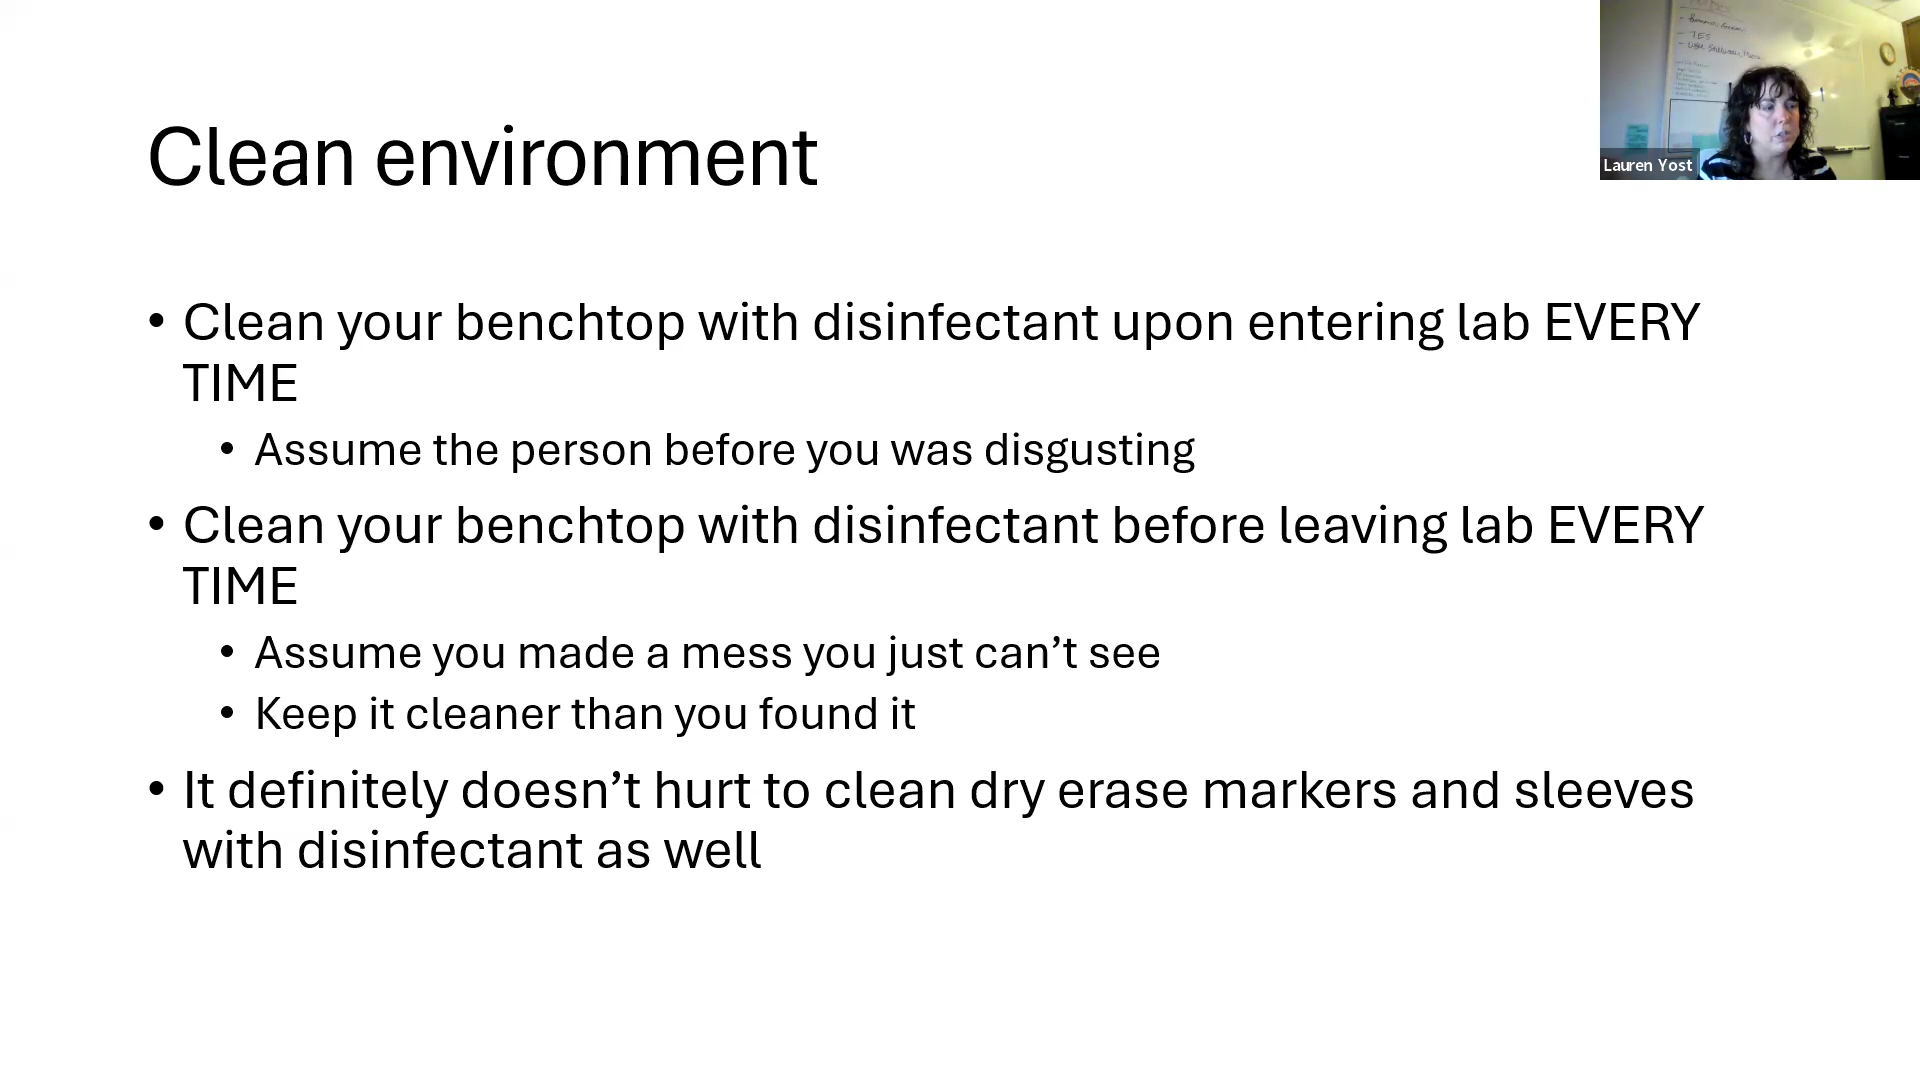 Clean environment
• Clean your benchtop with disinfectant upon entering lab EVERY
TIME
• Assume the person before you was disgusting
• Clean your benchtop with disinfectant before leaving lab EVERY
TIME
• Assume you made a mess you just can’t see
• Keep it cleaner than you found it
• It definitely doesn’t hurt to clean dry erase markers and sleeves
with disinfectant as well
- TES
Lauren Yost